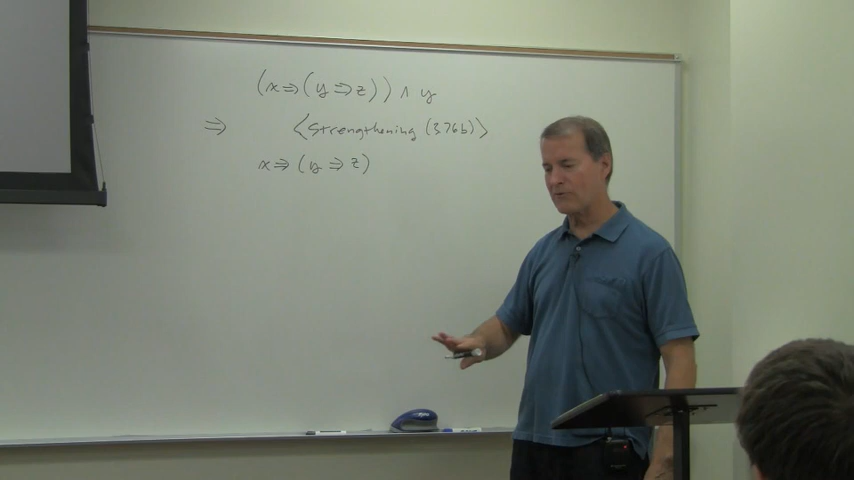 (x⇒(y⇒z)) ∧ y
⇒ ⟨Strengthening (3.76b)⟩
x⇒(y⇒z)